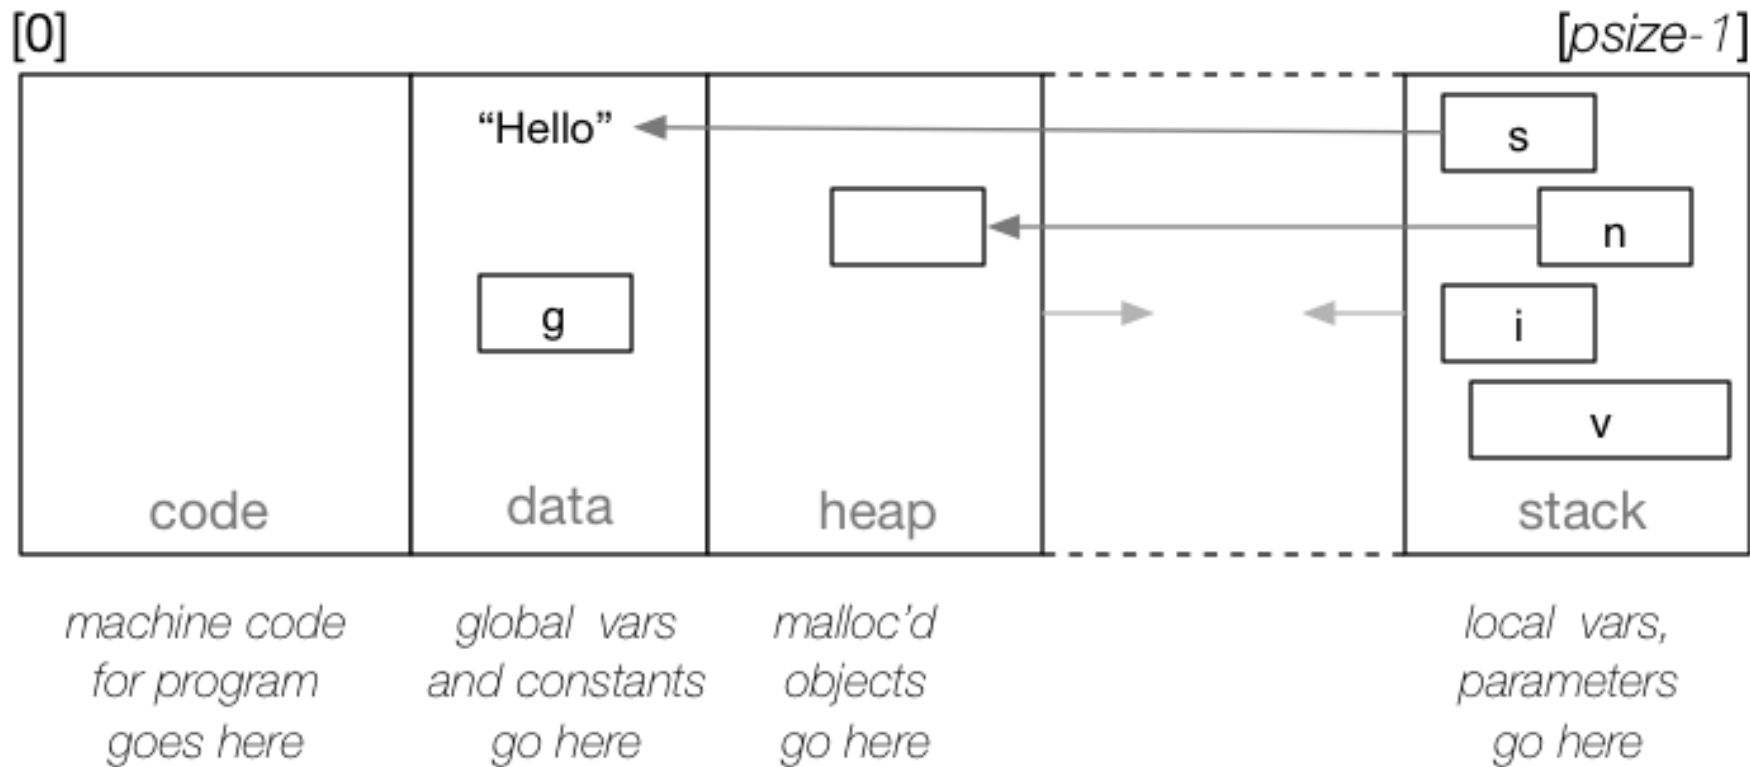 [0] [psize-1]
“Hello” s
n
g i
v
code data heap stack
machine code global vars malloc’d local vars,
for program and constants objects parameters
goes here go here go here go here